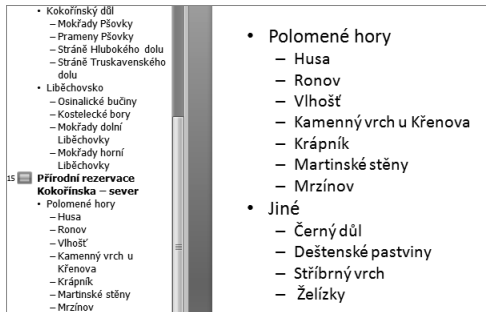 • Kokořínský důl
– Mokřady Pšovky
– Prameny Pšovky
– Stráně Hlubokého dolu
– Stráně Truskavenského
dolu
• Liběchovsko
– Osinalické bučiny
– Kostelecké bory
– Mokřady dolní
Liběchovky
– Mokřady horní
Liběchovky
15 Přírodní rezervace
Kokořínska – sever
• Polomené hory
– Husa
– Ronov
– Vlhošť
– Kamenný vrch u
Křenova
– Krápník
– Martinské stěny
– Mrzínov
• Polomené hory
– Husa
– Ronov
– Vlhošť
– Kamenný vrch u Křenova
– Krápník
– Martinské stěny
– Mrzínov
• Jiné
– Černý důl
– Deštenské pastviny
– Stříbrný vrch
– Želízky